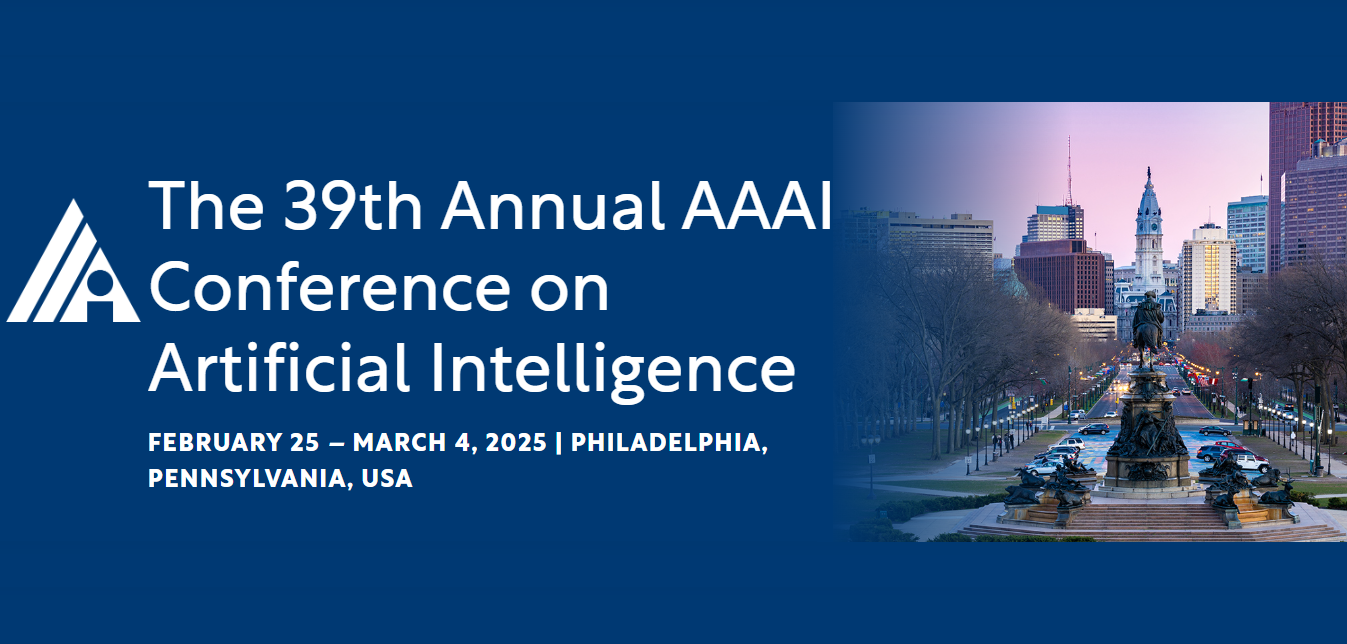 The 39th Annual AAAI
Conference on
Artificial Intelligence
FEBRUARY 25 – MARCH 4, 2025 | PHILADELPHIA,
PENNSYLVANIA, USA